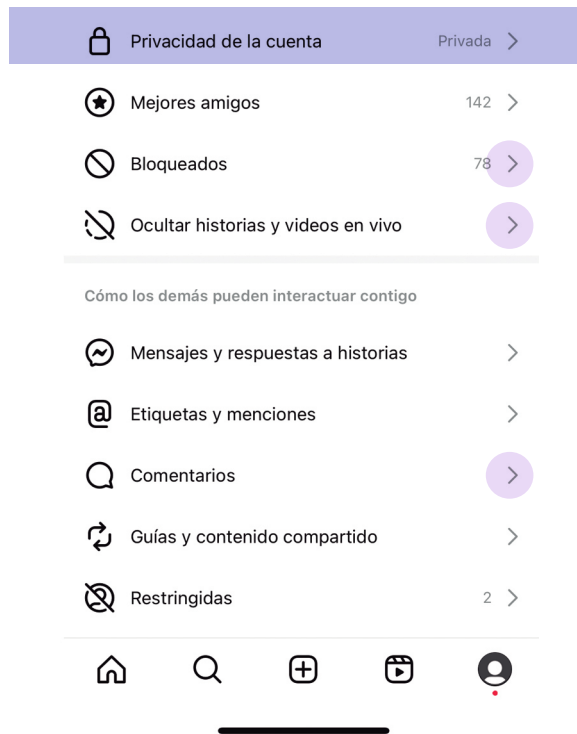 Privacidad de la cuenta Privada
Mejores amigos 142
Bloqueados 78
Ocultar historias y videos en vivo
Cómo los demás pueden interactuar contigo
Mensajes y respuestas a historias
Etiquetas y menciones
Comentarios
Guías y contenido compartido
Restringidas 2